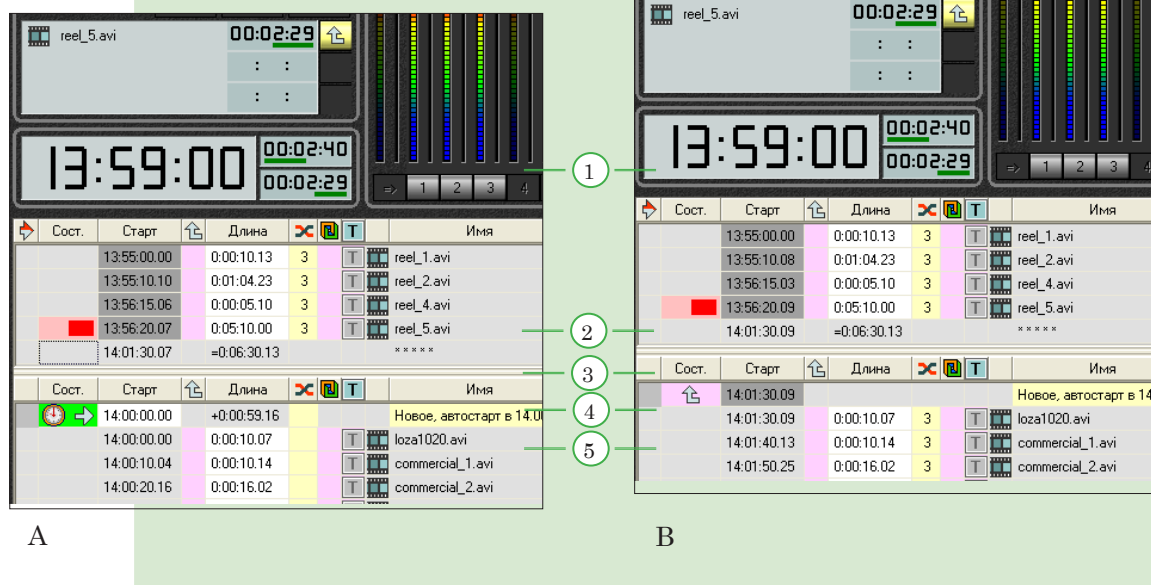 reel_5.avi 00:02:29
: :
: :
13:59:00 00:02:40
00:02:29
⇒ 1 2 3 4
Сост. Старт Длина T Имя
13:55:00.00 0:00:10.13 3 T reel_1.avi
13:55:10.10 0:01:04.23 3 T reel_2.avi
13:56:15.06 0:00:05.10 3 T reel_4.avi
13:56:20.07 0:05:10.00 3 T reel_5.avi
14:01:30.07 =0:06:30.13 * * * * *
Сост. Старт Длина T Имя
14:00:00.00 +0:00:59.16 Новое, автостарт в 14.0
14:00:00.00 0:00:10.07 T loza1020.avi
14:00:10.04 0:00:10.14 T commercial_1.avi
14:00:20.16 0:00:16.02 T commercial_2.avi
A
1
2
3
4
5
reel_5.avi 00:02:29
: :
: :
13:59:00 00:02:40
00:02:29
⇒ 1 2 3 4
Сост. Старт Длина T Имя
13:55:00.00 0:00:10.13 3 T reel_1.avi
13:55:10.08 0:01:04.23 3 T reel_2.avi
13:56:15.03 0:00:05.10 3 T reel_4.avi
13:56:20.09 0:05:10.00 3 T reel_5.avi
14:01:30.09 =0:06:30.13 * * * * *
Сост. Старт Длина T Имя
14:01:30.09 Новое, автостарт в 14
14:01:30.09 0:00:10.07 3 T loza1020.avi
14:01:40.13 0:00:10.14 3 T commercial_1.avi
14:01:50.25 0:00:16.02 3 T commercial_2.avi
B